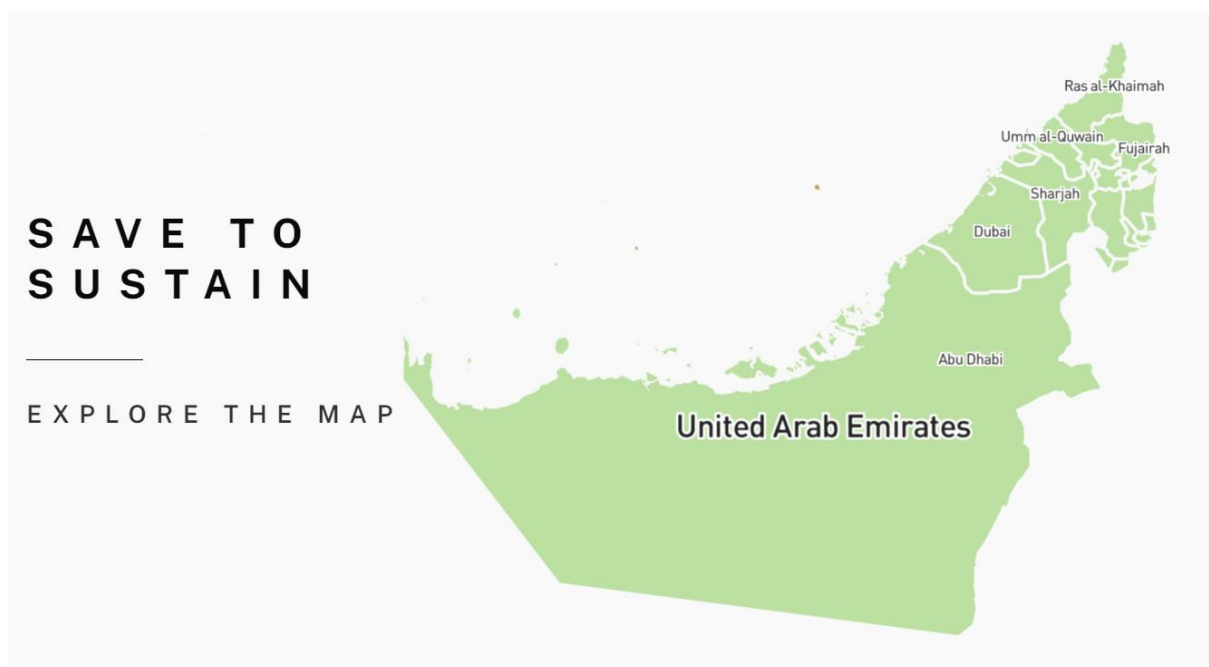 SAVE TO
SUSTAIN
EXPLORE THE MAP
Ras al-Khaimah
Umm al-Quwain
Fujairah
Sharjah
Dubai
Abu Dhabi
United Arab Emirates